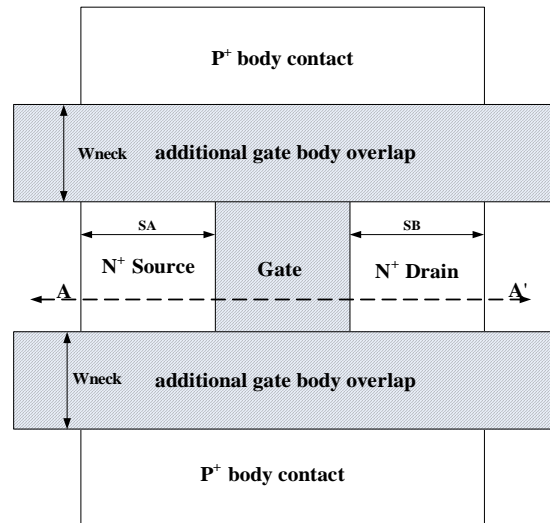 P+ body contact
Wneck
additional gate body overlap
SA
SB
N+ Source
Gate
N+ Drain
A
A'
Wneck
additional gate body overlap
P+ body contact